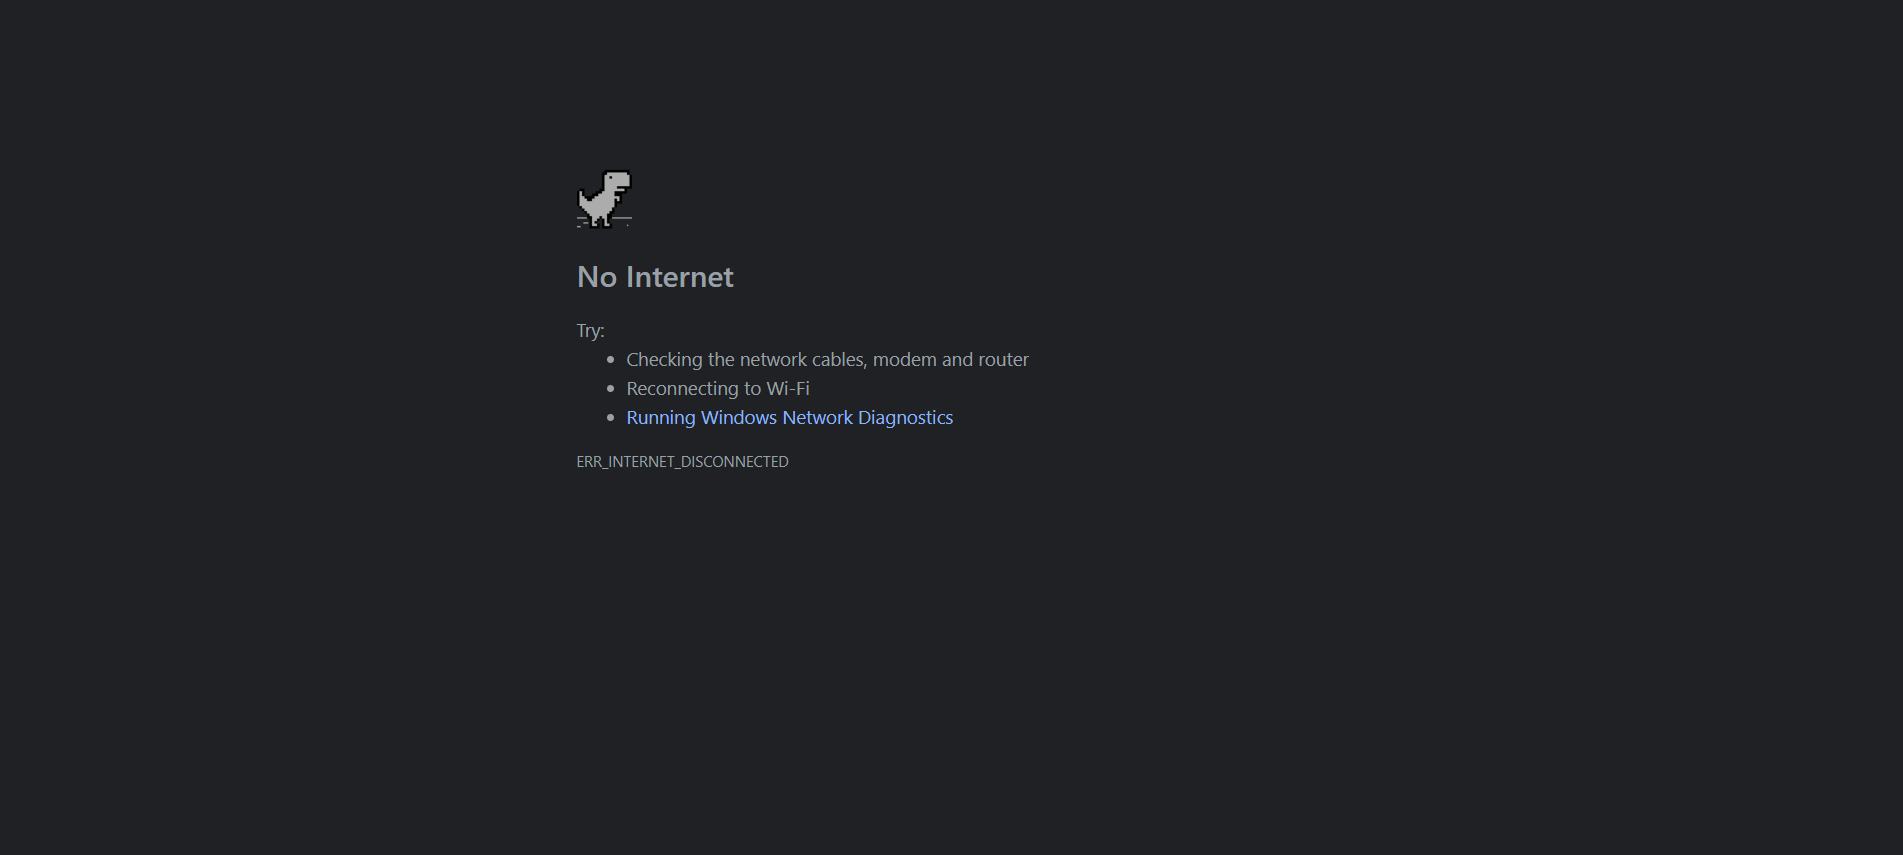 No Internet
Try:
Checking the network cables, modem and router
Reconnecting to Wi-Fi
Running Windows Network Diagnostics
ERR_INTERNET_DISCONNECTED